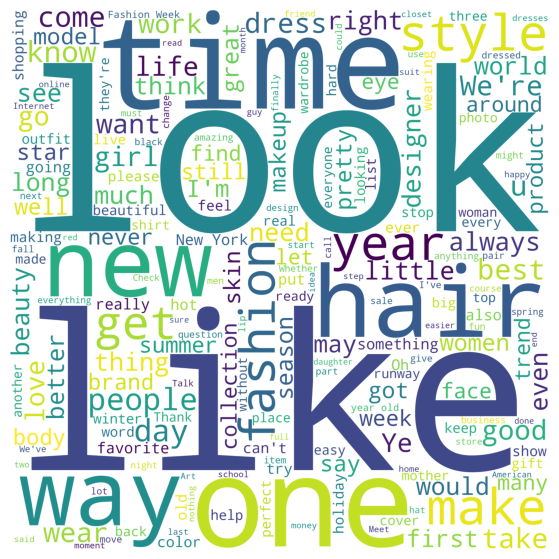 Fashion Week
closet
three
dresses
friend
could
shopping
come
work
read
month
dress
right
dressed
style
online
model
know
they're
time
great
use
suit
Internet
must
life
think
change
guy
hard
wardrobe
finally
eye
wearing
We're
world
see
look
around
go
want
amazing
photo
might
outfit
star
girl
find
makeup
everyone
pretty
looking
list
designer
product
going
live
still
please
black
u
happy
next
long
much
I'm
feel
design
stop
woman
every
well
beautiful
shirt
real
making
red
never
New York
need
year
ever
always
fall
made
new
hair
let
start
call
anything
pair
little
best
Check
everything
really
men
skin
put
Whether
idea
step
I've
course
easier
hot
ready
sale
big
top
also
fun
spring
beauty
get
fashion
like
sure
question
lip
may
something
women
trend
even
end
another
better
thing
summer
collection
without
season
Oh
daughter
give
runway
love
brand
part
got
face
people
day
winter
Thank
Talk
place
year old
week
business
done
good
word
favorite
can't
easy
Ye
keep
store
show
We've
body
say
mother
home
American
gift
two
night
Art
item
school
try
full
holiday
would
many
way
one
make
lot
old
nothing
perfect
hat
wear
back
help
money
cover
Meet
first
take
said
moment
move
last
color